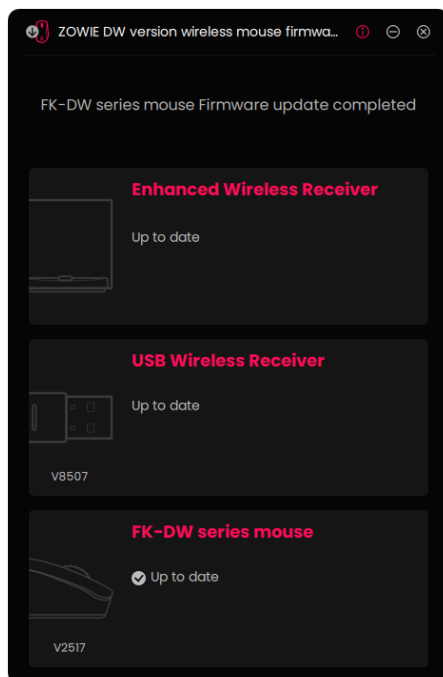 ZOWIE DW version wireless mouse firmwa...
FK-DW series mouse Firmware update completed
Enhanced Wireless Receiver
Up to date
USB Wireless Receiver
Up to date
V8507
FK-DW series mouse
Up to date
V2517